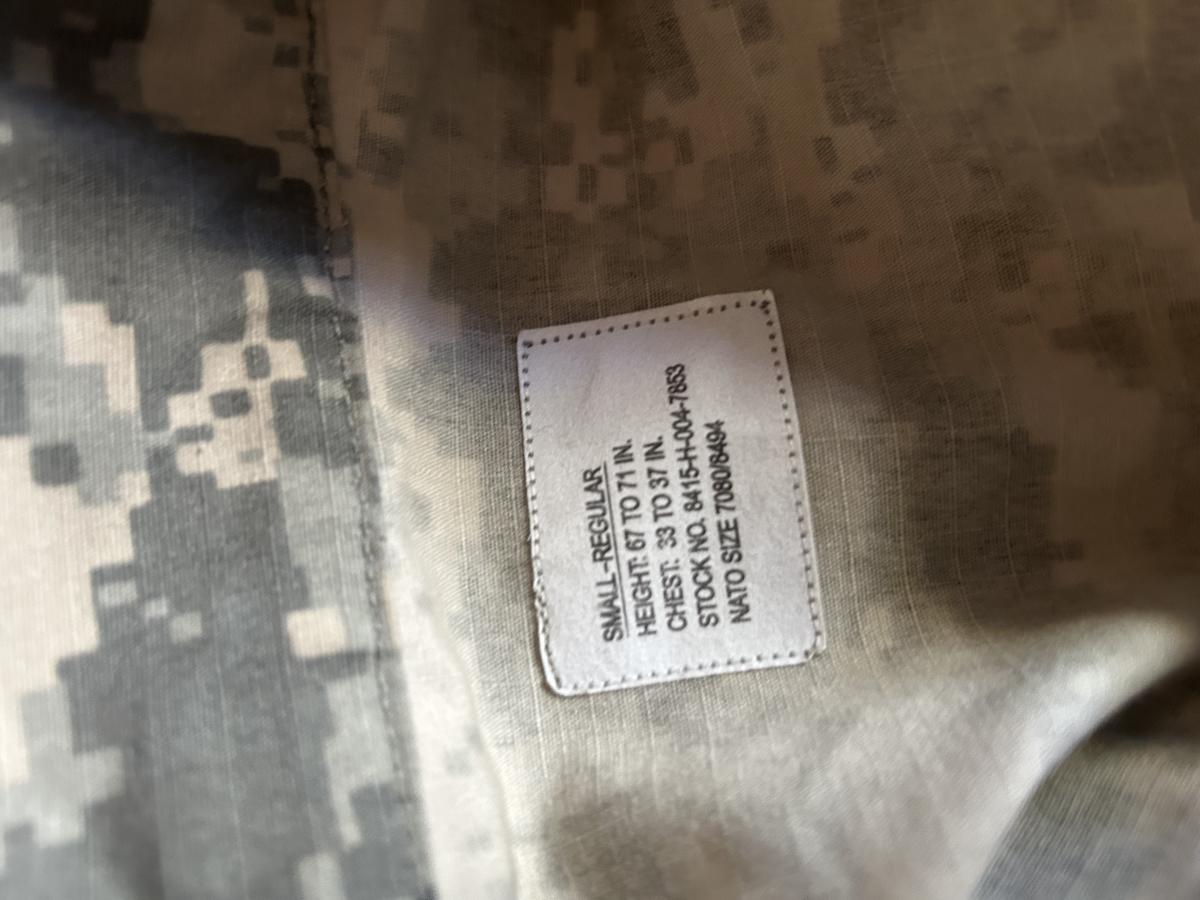 SMALL-REGULAR
HEIGHT: 67 TO 71 IN.
CHEST: 33 TO 37 IN.
STOCK NO. 8415-H-004-7853
NATO SIZE 7080/8494